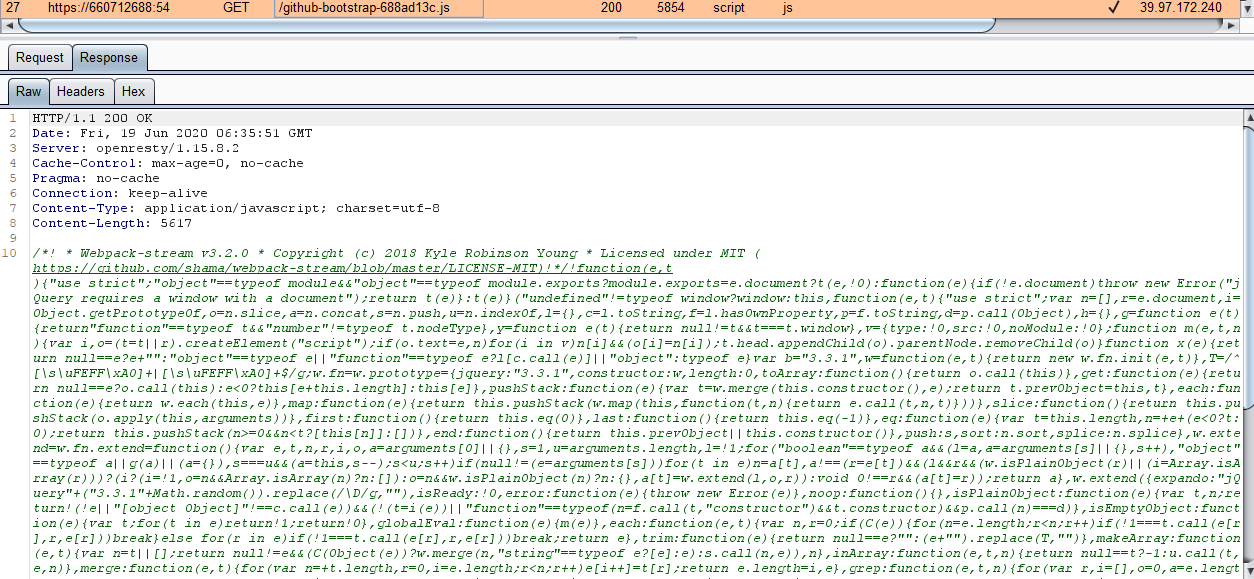 27 https://660712688:54 GET /github-bootstrap-688ad13c.js 200 5854 script js ✓ 39.97.172.240
Request Response
Raw Headers Hex
1 HTTP/1.1 200 OK
2 Date: Fri, 19 Jun 2020 06:35:51 GMT
3 Server: openresty/1.15.8.2
4 Cache-Control: max-age=0, no-cache
5 Pragma: no-cache
6 Connection: keep-alive
7 Content-Type: application/javascript; charset=utf-8
8 Content-Length: 5617
9
10 /*! * Webpack-stream v3.2.0 * Copyright (c) 2018 Kyle Robinson Young * Licensed under MIT (
https://github.com/shama/webpack-stream/blob/master/LICENSE-MIT)!*/!function(e,t
){"use strict";"object"==typeof module&&"object"==typeof module.exports?module.exports=e.document?t(e,!0):function(e){if(!e.document)throw new Error("j
Query requires a window with a document");return t(e)}:t(e)}("undefined"!=typeof window?window:this,function(e,t){"use strict";var n=[],r=e.document,i=
Object.getPrototypeOf,o=n.slice,a=n.concat,s=n.push,u=n.indexOf,l={},c=l.toString,f=l.hasOwnProperty,p=f.toString,d=p.call(Object),h={},g=function e(t)
{return"function"==typeof t&&"number"!=typeof t.nodeType},y=function e(t){return null!=t&&t===t.window},v={type:!0,src:!0,noModule:!0};function m(e,t,n
){var i,o=(t=t||r).createElement("script");if(o.text=e,n)for(i in v)n[i]&&(o[i]=n[i]);t.head.appendChild(o).parentNode.removeChild(o)}function x(e){ret
urn null==e?e+"":"object"==typeof e||"function"==typeof e?l[c.call(e)]||"object":typeof e}var b="3.3.1",w=function(e,t){return new w.fn.init(e,t)},T=/^
[\s\uFEFF\xA0]+|[\s\uFEFF\xA0]+$/g;w.fn=w.prototype={jquery:"3.3.1",constructor:w,length:0,toArray:function(){return o.call(this)},get:function(e){retu
rn null==e?o.call(this):e<0?this[e+this.length]:this[e]},pushStack:function(e){var t=w.merge(this.constructor(),e);return t.prevObject=this,t},each:fun
ction(e){return w.each(this,e)},map:function(e){return this.pushStack(w.map(this,function(t,n){return e.call(t,n,t)}))},slice:function(){return this.pu
shStack(o.apply(this,arguments))},first:function(){return this.eq(0)},last:function(){return this.eq(-1)},eq:function(e){var t=this.length,n=+e+(e<0?t:
0);return this.pushStack(n>=0&&n<t?[this[n]]:[])},end:function(){return this.prevObject||this.constructor()},push:s,sort:n.sort,splice:n.splice},w.exte
nd=w.fn.extend=function(){var e,t,n,r,i,o,a=arguments[0]||{},s=1,u=arguments.length,l=!1;for("boolean"==typeof a&&(l=a,a=arguments[s]||{},s++),"object"
==typeof a||g(a)||(a={}),s===u&&(a=this,s--);s<u;s++)if(null!=(e=arguments[s]))for(t in e)n=a[t],a!==(r=e[t])&&(l&&r&&(w.isPlainObject(r)||(i=Array.isA
rray(r)))?(i?(i=!1,o=n&&Array.isArray(n)?n:[]):o=n&&w.isPlainObject(n)?n:{},a[t]=w.extend(l,o,r)):void 0!==r&&(a[t]=r));return a},w.extend({expando:"jQ
uery"+("3.3.1"+Math.random()).replace(/\D/g,""),isReady:!0,error:function(e){throw new Error(e)},noop:function(){},isPlainObject:function(e){var t,n;re
turn!(!e||"[object Object]"!==c.call(e))&&(!(t=i(e))||"function"==typeof(n=f.call(t,"constructor")&&t.constructor)&&p.call(n)===d)},isEmptyObject:funct
ion(e){var t;for(t in e)return!1;return!0},globalEval:function(e){m(e)},each:function(e,t){var n,r=0;if(C(e)){for(n=e.length;r<n;r++)if(!1===t.call(e[r
],r,e[r]))break}else for(r in e)if(!1===t.call(e[r],r,e[r]))break;return e},trim:function(e){return null==e?"":(e+"").replace(T,"")},makeArray:function
(e,t){var n=t||[];return null!=e&&(C(Object(e))?w.merge(n,"string"==typeof e?[e]:e):s.call(n,e)),n},inArray:function(e,t,n){return null==t?-1:u.call(t,
e,n)},merge:function(e,t){for(var n=+t.length,r=0,i=e.length;r<n;r++)e[i++]=t[r];return e.length=i,e},grep:function(e,t,n){for(var r,i=[],o=0,a=e.lengt